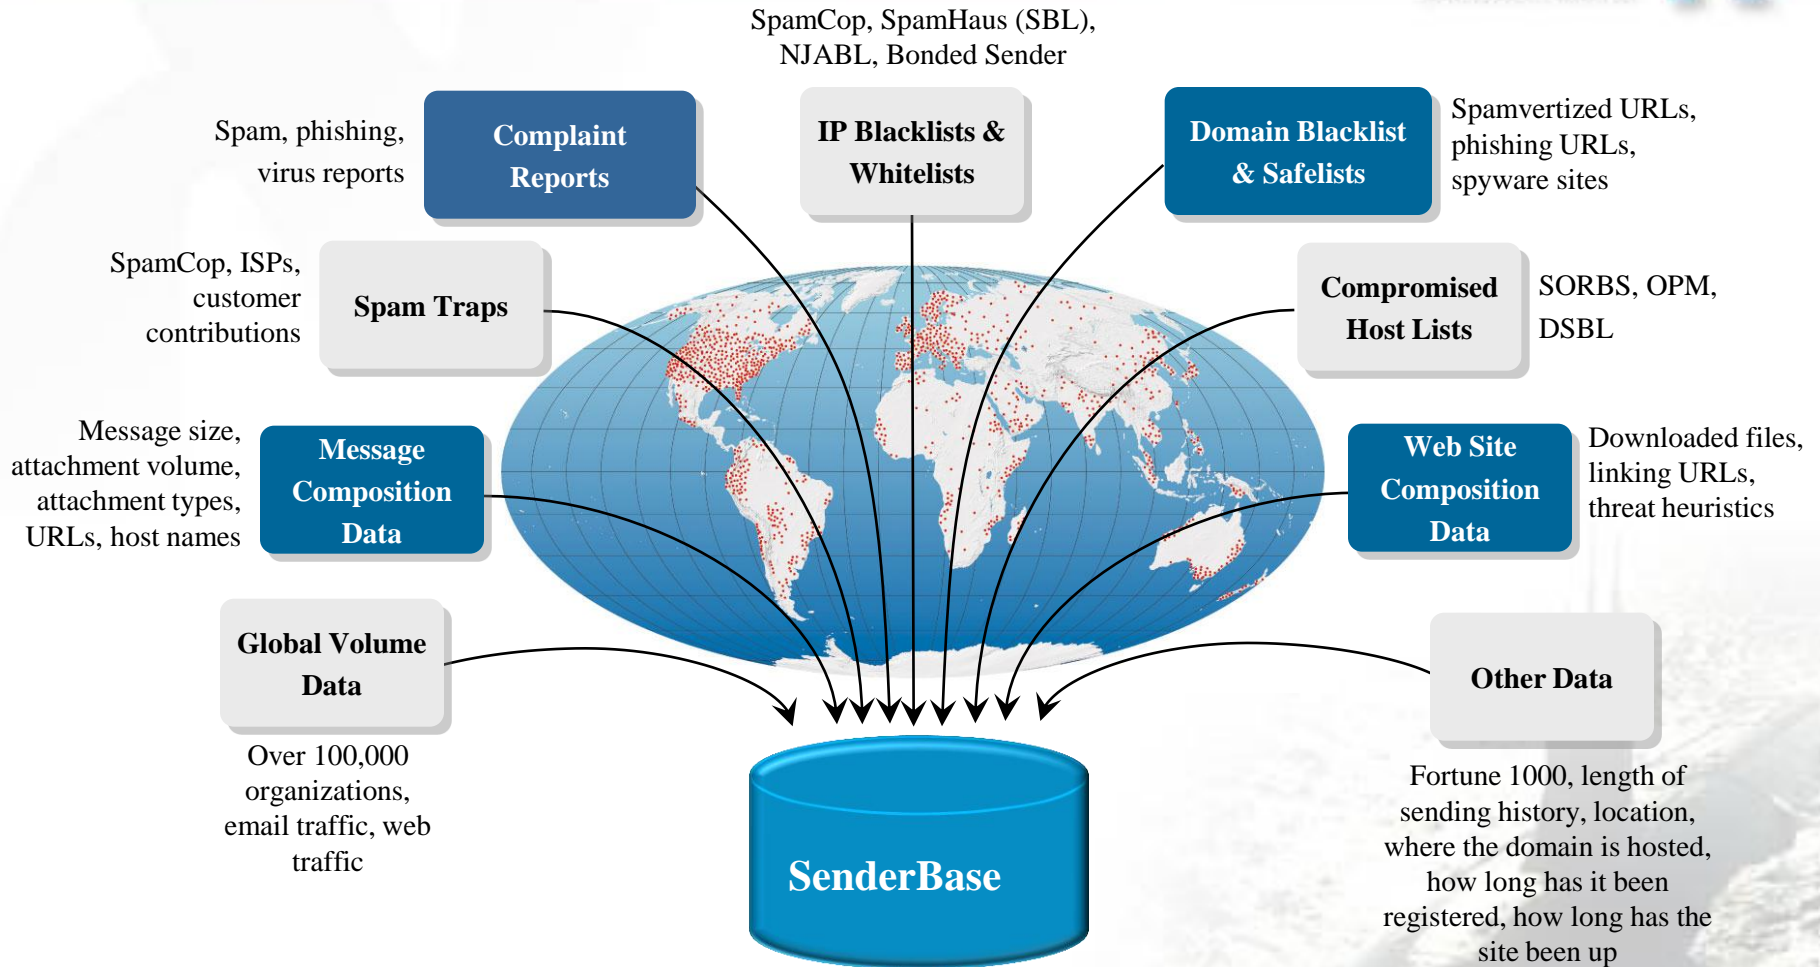 SpamCop, SpamHaus (SBL),
NJABL, Bonded Sender
Spam, phishing,
virus reports
Complaint
Reports
IP Blacklists &
Whitelists
Domain Blacklist
& Safelists
Spamvertized URLs,
phishing URLs,
spyware sites
SpamCop, ISPs,
customer
contributions
Spam Traps
Compromised
Host Lists
SORBS, OPM,
DSBL
Message size,
attachment volume,
attachment types,
URLs, host names
Message
Composition
Data
Web Site
Composition
Data
Downloaded files,
linking URLs,
threat heuristics
Global Volume
Data
Over 100,000
organizations,
email traffic, web
traffic
Other Data
Fortune 1000, length of
sending history, location,
where the domain is hosted,
how long has it been
registered, how long has the
site been up
SenderBase